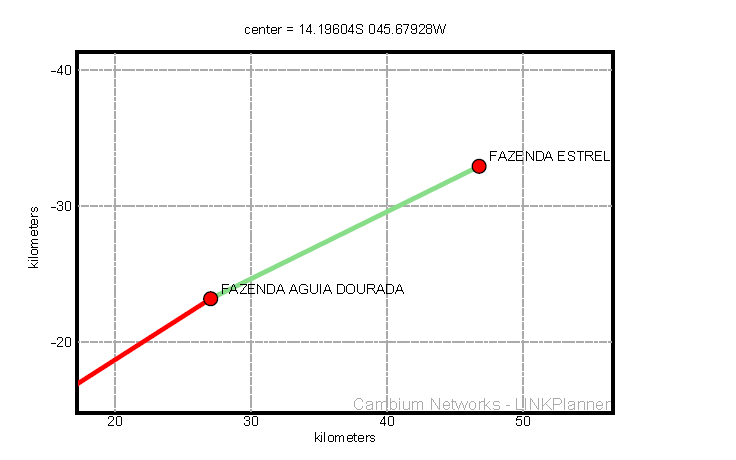 center = 14.19604S 045.67928W
-40
FAZENDA ESTREL
-30
kilometers
FAZENDA AGUIA DOURADA
-20
Cambium Networks - LINKPlanner
20
30
40
50
kilometers